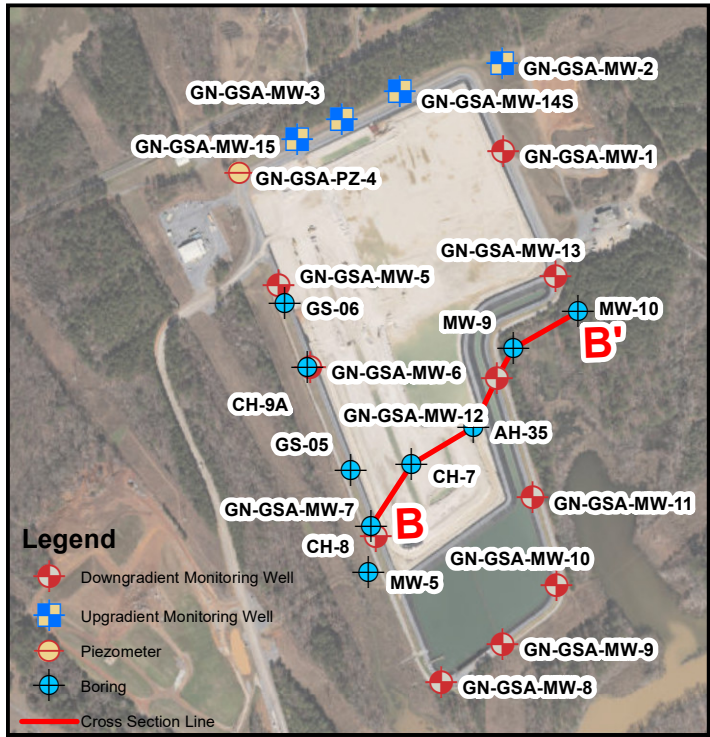 GN-GSA-MW-2
GN-GSA-MW-3
GN-GSA-MW-14S
GN-GSA-MW-15
GN-GSA-MW-1
GN-GSA-PZ-4
GN-GSA-MW-13
GN-GSA-MW-5
GS-06
MW-10
MW-9
B'
GN-GSA-MW-6
CH-9A
GN-GSA-MW-12
AH-35
GS-05
CH-7
GN-GSA-MW-11
GN-GSA-MW-7
B
CH-8
GN-GSA-MW-10
MW-5
GN-GSA-MW-9
GN-GSA-MW-8
Legend
Downgradient Monitoring Well
Upgradient Monitoring Well
Piezometer
Boring
Cross Section Line